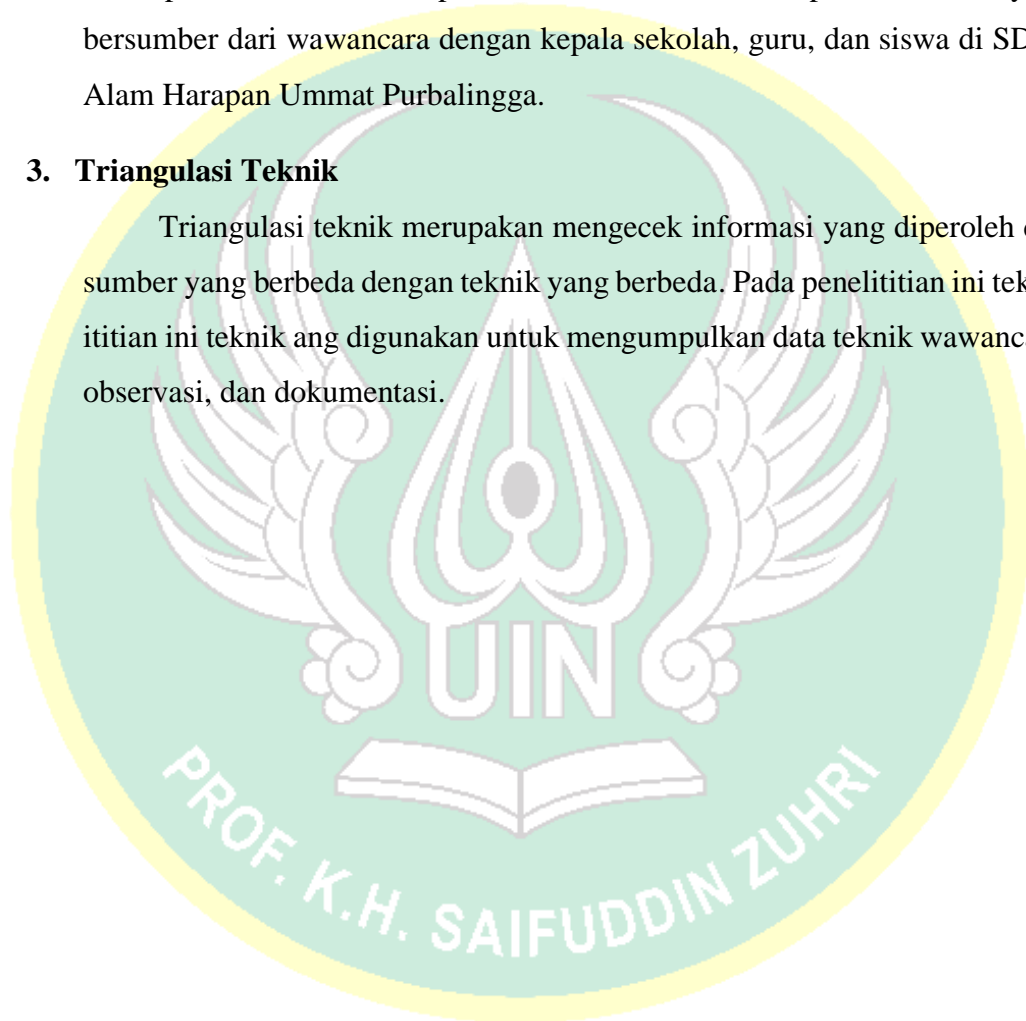 bersumber dari wawancara dengan kepala sekolah, guru, dan siswa di SD
Alam Harapan Ummat Purbalingga.
3. Triangulasi Teknik
Triangulasi teknik merupakan mengecek informasi yang diperoleh
sumber yang berbeda dengan teknik yang berbeda. Pada penelititian ini tek
ititian ini teknik ang digunakan untuk mengumpulkan data teknik wawanca
observasi, dan dokumentasi.
UIN
PROF. K.H. SAIFUDDIN ZUHRI